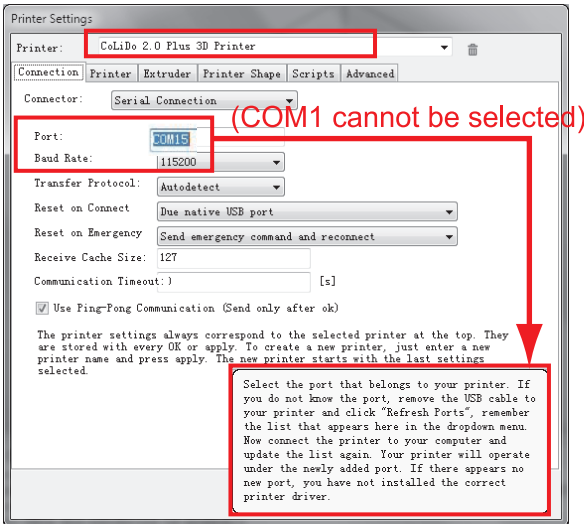 Printer Settings
Printer: CoLiDo 2.0 Plus 3D Printer
Connection Printer Extruder Printer Shape Scripts Advanced
Connector: Serial Connection
(COM1 cannot be selected)
Port: COM15
Baud Rate: 115200
Transfer Protocol: Autodetect
Reset on Connect Due native USB port
Reset on Emergency Send emergency command and reconnect
Receive Cache Size: 127
Communication Timeout: [s]
Use Ping-Pong Communication (Send only after ok)
The printer settings always correspond to the selected printer at the top. They
are stored with every OK or apply. To create a new printer, just enter a new
printer name and press apply. The new printer starts with the last settings
selected.
Select the port that belongs to your printer. If
you do not know the port, remove the USB cable to
your printer and click "Refresh Ports", remember
the list that appears here in the dropdown menu.
Now connect the printer to your computer and
update the list again. Your printer will operate
under the newly added port. If there appears no
new port, you have not installed the correct
printer driver.